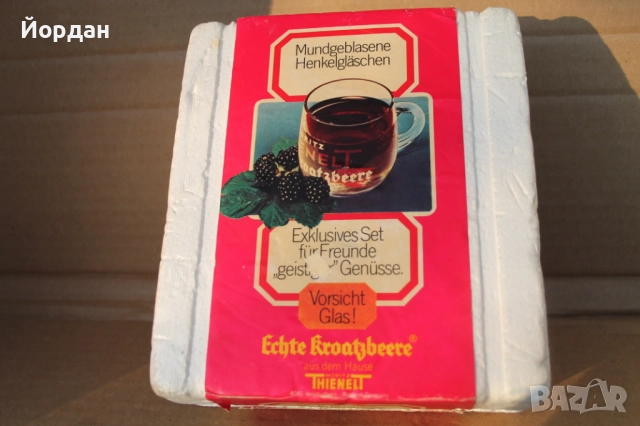 Йордан
Mundgeblasene
Henkelgläschen
THIENELT
Kroatzbeere
Exklusives Set
für Freunde
„geistiger" Genüsse.
Vorsicht
Glas!
Echte Kroatzbeere®
aus dem Hause
THIENELT
BAZAR